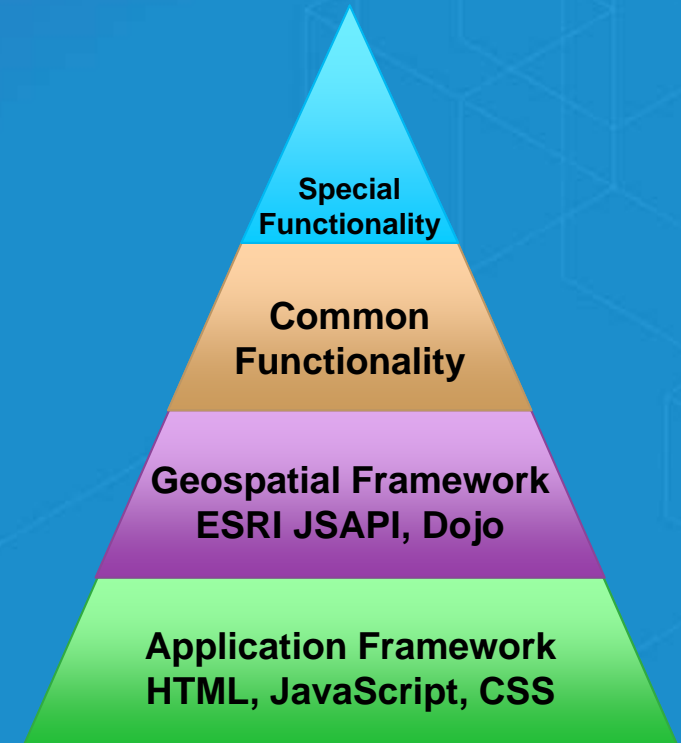 Special
Functionality
Common
Functionality
Geospatial Framework
ESRI JSAPI, Dojo
Application Framework
HTML, JavaScript, CSS